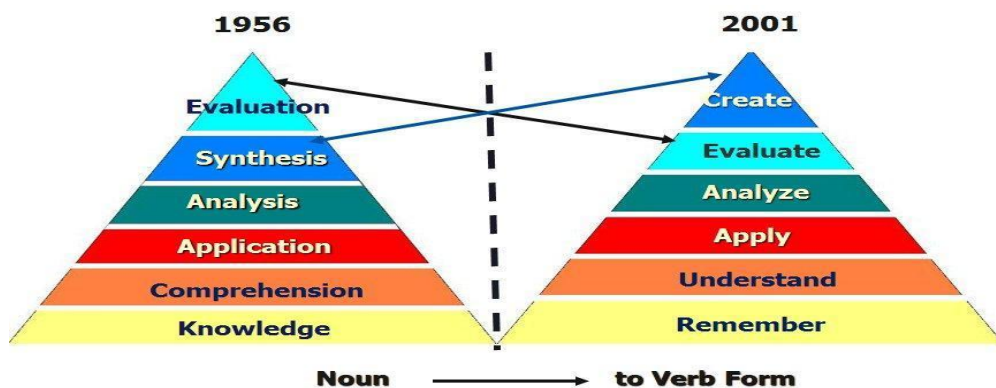 1956
Evaluation
Synthesis
Analysis
Application
Comprehension
Knowledge
2001
Create
Evaluate
Analyze
Apply
Understand
Remember
Noun to Verb Form